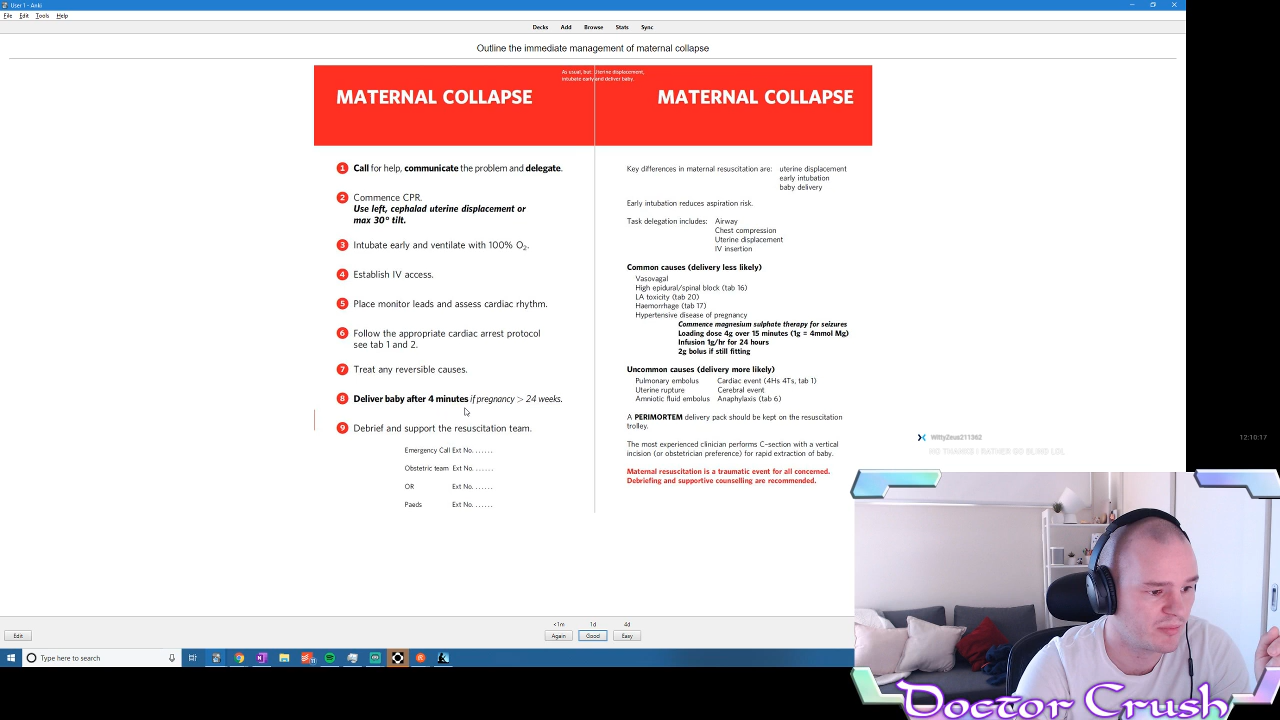 User 1 - Anki
File Edit Tools Help
Decks Add Browse Stats Sync
Outline the immediate management of maternal collapse
As usual, but: Uterine displacement,
intubate early and deliver baby.
MATERNAL COLLAPSE
1 Call for help, communicate the problem and delegate.
2 Commence CPR.
Use left, cephalad uterine displacement or
max 30° tilt.
3 Intubate early and ventilate with 100% O2.
4 Establish IV access.
5 Place monitor leads and assess cardiac rhythm.
6 Follow the appropriate cardiac arrest protocol
see tab 1 and 2.
7 Treat any reversible causes.
8 Deliver baby after 4 minutes if pregnancy > 24 weeks.
9 Debrief and support the resuscitation team.
Emergency Call Ext No. . . . . . .
Obstetric team Ext No. . . . . . .
OR Ext No. . . . . . .
Paeds Ext No. . . . . . .
MATERNAL COLLAPSE
Key differences in maternal resuscitation are: uterine displacement
early intubation
baby delivery
Early intubation reduces aspiration risk.
Task delegation includes: Airway
Chest compression
Uterine displacement
IV insertion
Common causes (delivery less likely)
Vasovagal
High epidural/spinal block (tab 16)
LA toxicity (tab 20)
Haemorrhage (tab 17)
Hypertensive disease of pregnancy
Commence magnesium sulphate therapy for seizures
Loading dose 4g over 15 minutes (1g = 4mmol Mg)
Infusion 1g/hr for 24 hours
2g bolus if still fitting
Uncommon causes (delivery more likely)
Pulmonary embolus Cardiac event (4Hs 4Ts, tab 1)
Uterine rupture Cerebral event
Amniotic fluid embolus Anaphylaxis (tab 6)
A PERIMORTEM delivery pack should be kept on the resuscitation
trolley.
The most experienced clinician performs C-section with a vertical
incision (or obstetrician preference) for rapid extraction of baby.
Maternal resuscitation is a traumatic event for all concerned.
Debriefing and supportive counselling are recommended.
WittyZeus211362 12:10:17
NO THANKS I RATHER GO BLIND LOL
<1m 1d 4d
Edit Again Good Easy
Type here to search
Doctor Crush